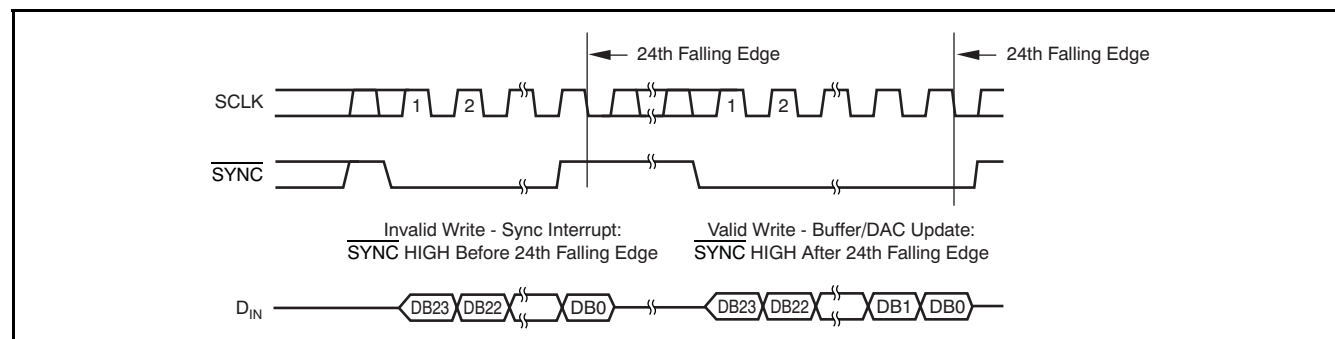 24th Falling Edge 24th Falling Edge
SCLK 1 2 1 2
SYNC
Invalid Write - Sync Interrupt: Valid Write - Buffer/DAC Update:
SYNC HIGH Before 24th Falling Edge SYNC HIGH After 24th Falling Edge
DIN DB23 DB22 DB0 DB23 DB22 DB1 DB0